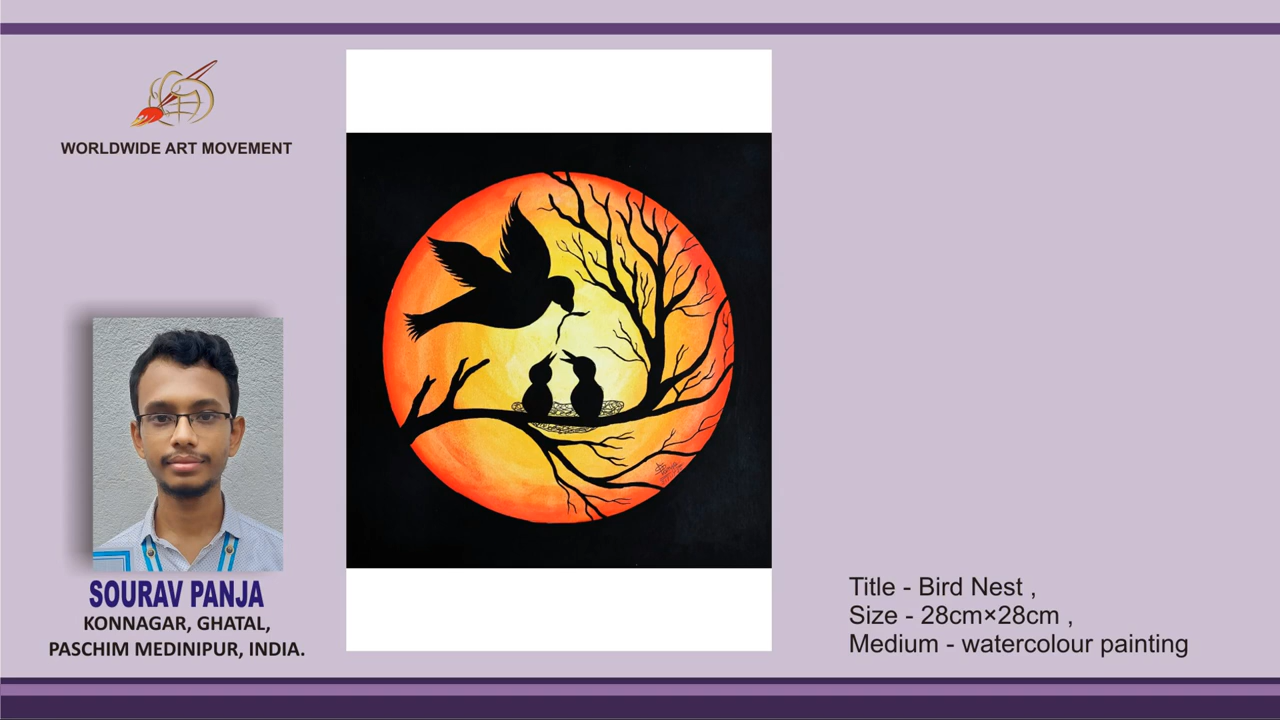 WORLDWIDE ART MOVEMENT
SOURAV PANJA
KONNAGAR, GHATAL,
PASCHIM MEDINIPUR, INDIA.
Title - Bird Nest ,
Size - 28cm×28cm ,
Medium - watercolour painting